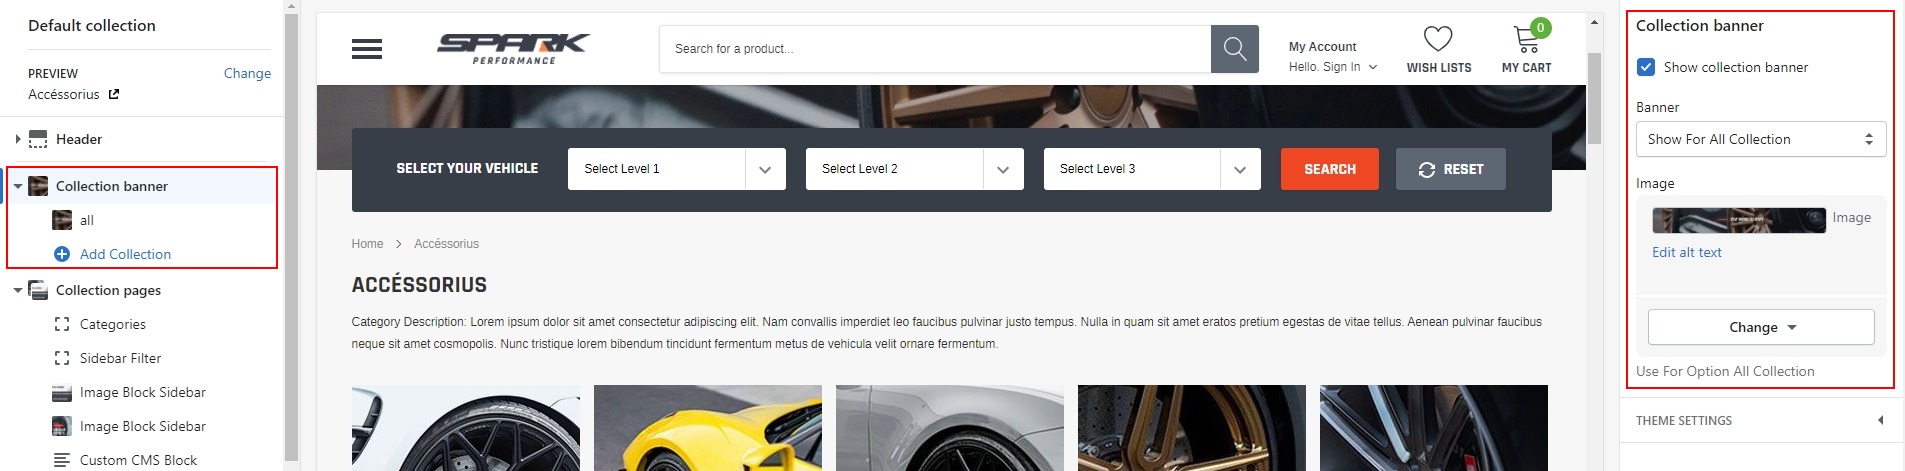 Default collection
PREVIEW
Change
Accéssorius
Header
Collection banner
all
Add Collection
Collection pages
Categories
Sidebar Filter
Image Block Sidebar
Image Block Sidebar
Custom CMS Block
SPARK
PERFORMANCE
Search for a product...
My Account
Hello. Sign In
WISH LISTS
0
MY CART
SELECT YOUR VEHICLE
Select Level 1
Select Level 2
Select Level 3
SEARCH
RESET
Home
Accéssorius
ACCÉSSORIUS
Category Description: Lorem ipsum dolor sit amet consectetur adipiscing elit. Nam convallis imperdiet leo faucibus pulvinar justo tempus. Nulla in quam sit amet eratos pretium egestas de vitae tellus. Aenean pulvinar faucibus
neque sit amet cosmopolis. Nunc tristique lorem bibendum tincidunt fermentum metus de vehicula velit ornare fermentum.
Collection banner
Show collection banner
Banner
Show For All Collection
Image
Image
Edit alt text
Change
Use For Option All Collection
THEME SETTINGS